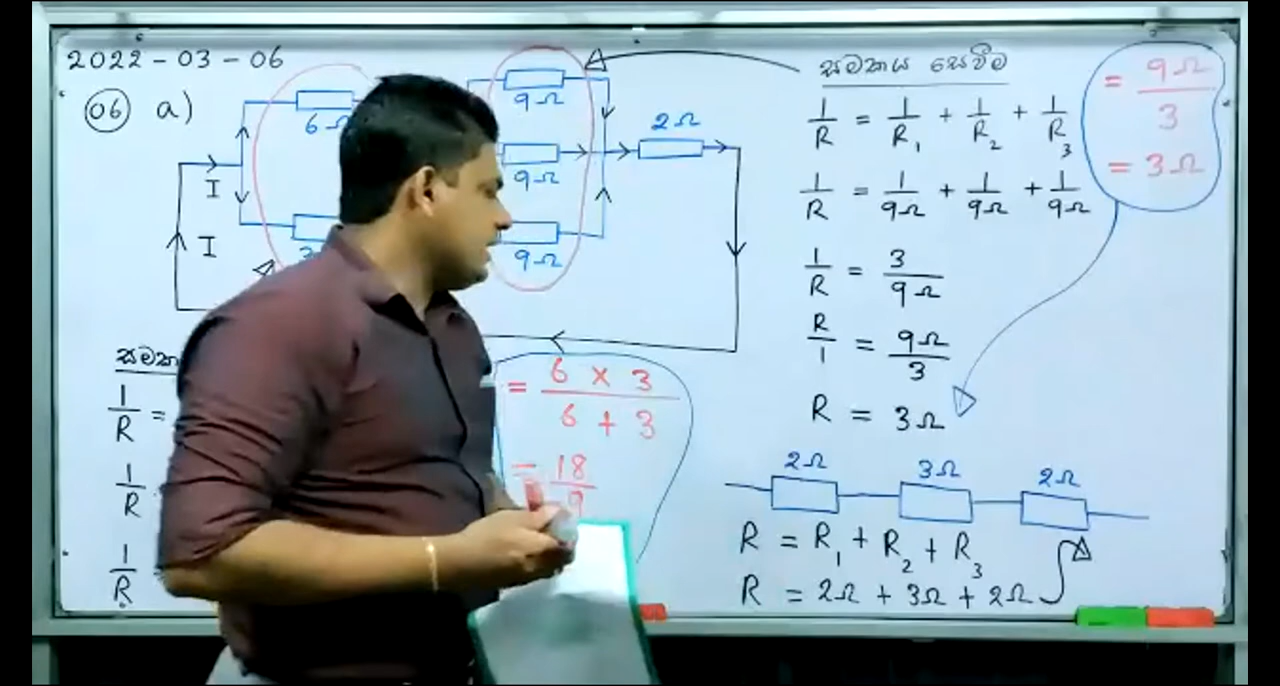 2022-03-06
06 a)
6Ω
9Ω
9Ω
9Ω
2Ω
I
I
1/R =
1/R
1/R
= 6 × 3 / 6 + 3
= 18 / 9
සමකය සෙවීම
1/R = 1/R₁ + 1/R₂ + 1/R₃
1/R = 1/9Ω + 1/9Ω + 1/9Ω
1/R = 3/9Ω
R/1 = 9Ω/3
R = 3Ω
= 9Ω/3
= 3Ω
2Ω 3Ω 2Ω
R = R₁ + R₂ + R₃
R = 2Ω + 3Ω + 2Ω